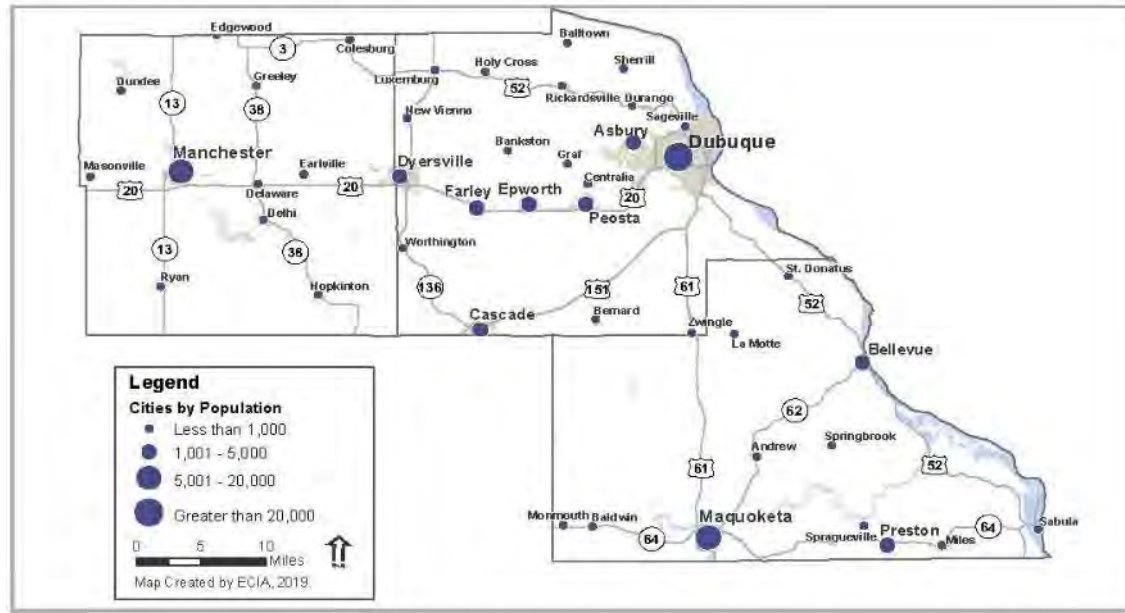 Edgewood
3
Colesburg
Balltown
Holy Cross
Sherrill
Dundee
13
Greeley
38
Luxemburg
52
Rickardsville
Durango
New Vienna
Sageville
Asbury
Dubuque
Bankston
Graf
Manchester
Masonville
Earlville
Dyersville
Centralia
20
Delaware
20
Farley
Epworth
20
Peosta
Delhi
13
38
Worthington
Ryan
Hopkinton
136
151
61
St. Donatus
52
Cascade
Bernard
Zwingle
La Motte
Bellevue
62
Andrew
Springbrook
61
52
Monmouth
Baldwin
Maquoketa
64
Spragueville
Preston
Miles
64
Sabula
Legend
Cities by Population
Less than 1,000
1,001 - 5,000
5,001 - 20,000
Greater than 20,000
0 5 10
Miles
Map Created by ECIA, 2019.